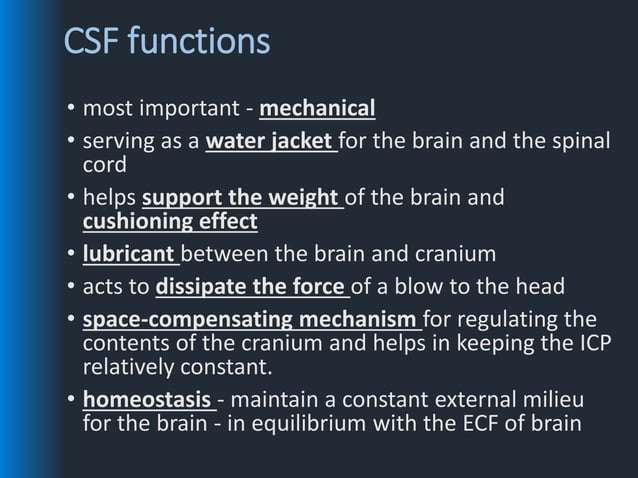 CSF functions
• most important - mechanical
• serving as a water jacket for the brain and the spinal
cord
• helps support the weight of the brain and
cushioning effect
• lubricant between the brain and cranium
• acts to dissipate the force of a blow to the head
• space-compensating mechanism for regulating the
contents of the cranium and helps in keeping the ICP
relatively constant.
• homeostasis - maintain a constant external milieu
for the brain - in equilibrium with the ECF of brain